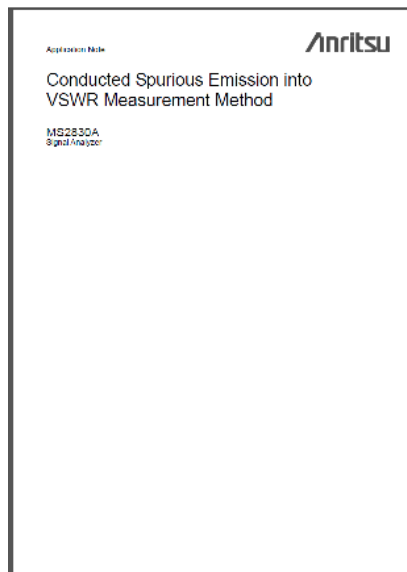 Application Note
Anritsu
Conducted Spurious Emission into
VSWR Measurement Method
MS2830A
Signal Analyzer